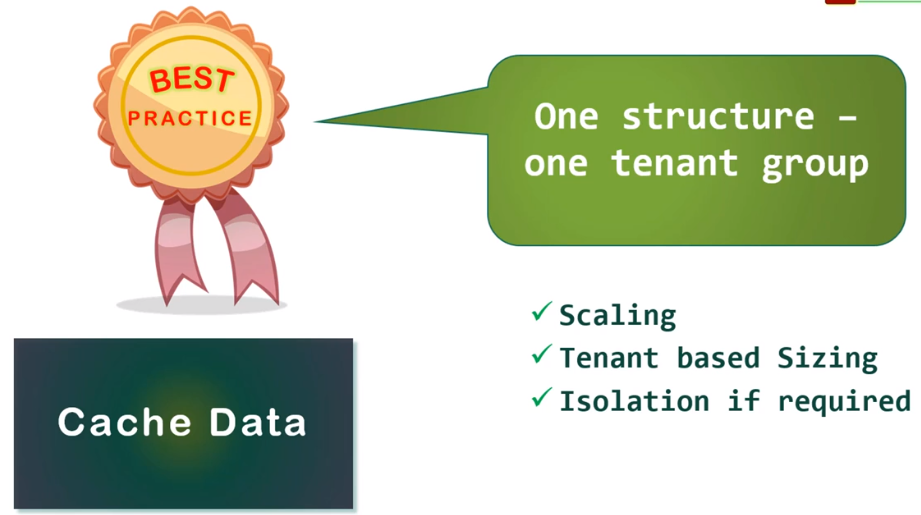 BEST
PRACTICE
One structure –
one tenant group
✓ Scaling
✓ Tenant based Sizing
✓ Isolation if required
Cache Data